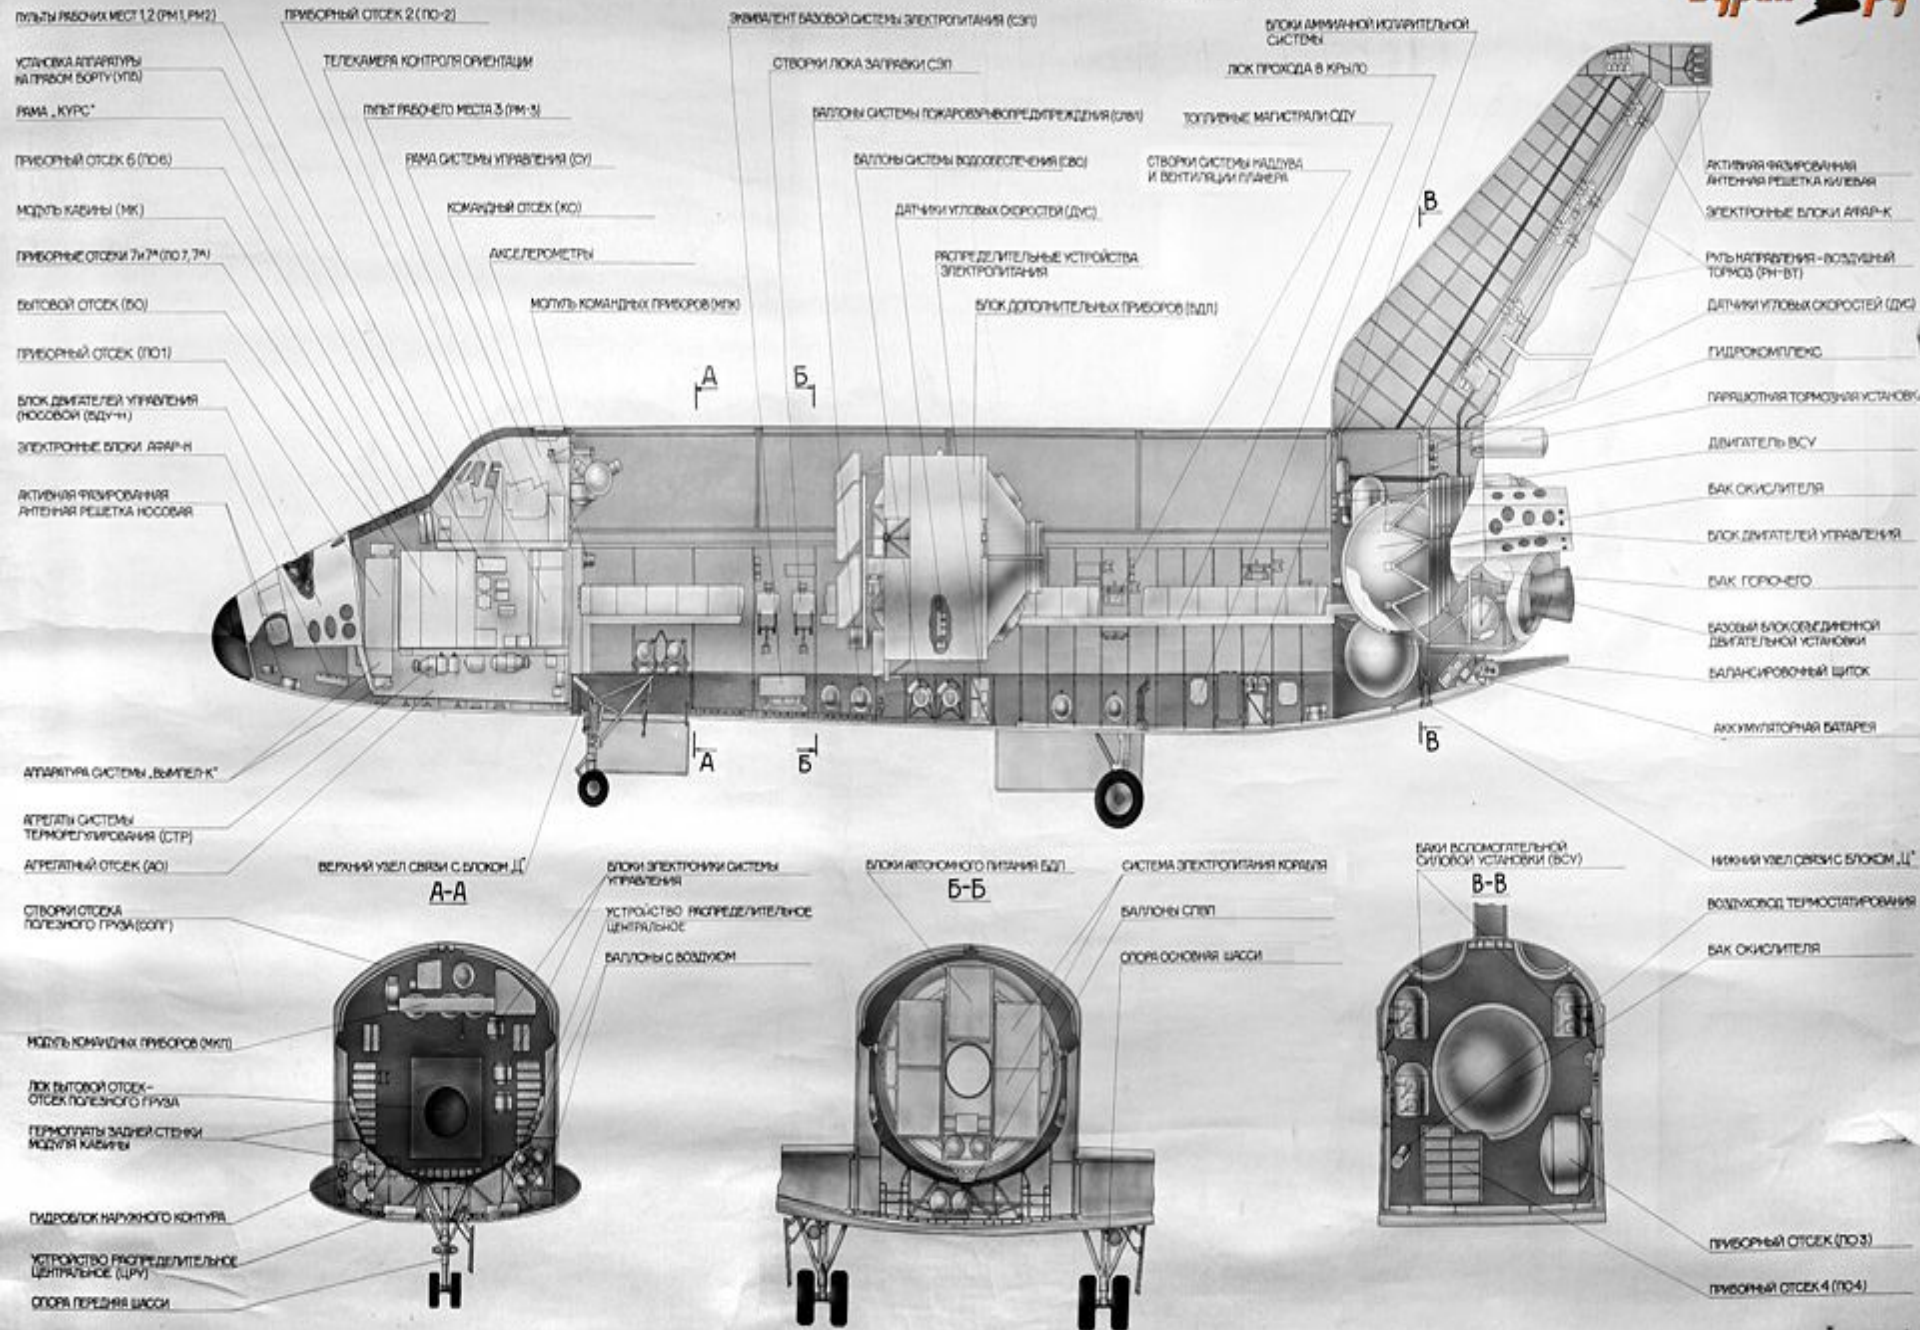 ПУЛЬТЫ РАБОЧИХ МЕСТ 1,2 (РМ1, РМ2)
УСТАНОВКА АППАРАТУРЫ
НА ПРАВОМ БОРТУ (УПБ)
РАМА „КУРС"
ПРИБОРНЫЙ ОТСЕК 6 (ПО6)
МОДУЛЬ КАБИНЫ (МК)
ПРИБОРНЫЕ ОТСЕКИ 7 и 7А (ПО 7, 7А)
БЫТОВОЙ ОТСЕК (БО)
ПРИБОРНЫЙ ОТСЕК (ПО1)
БЛОК ДВИГАТЕЛЕЙ УПРАВЛЕНИЯ
(НОСОВОЙ (БДУ-Н)
ЭЛЕКТРОННЫЕ БЛОКИ АФАР-Н
АКТИВНАЯ ФАЗИРОВАННАЯ
АНТЕННАЯ РЕШЕТКА НОСОВАЯ
АППАРАТУРА СИСТЕМЫ „ВЫМПЕЛ-К"
АГРЕГАТЫ СИСТЕМЫ
ТЕРМОРЕГУЛИРОВАНИЯ (СТР)
АГРЕГАТНЫЙ ОТСЕК (АО)
ПРИБОРНЫЙ ОТСЕК 2 (ПО-2)
ТЕЛЕКАМЕРА КОНТРОЛЯ ОРИЕНТАЦИИ
ПУЛЬТ РАБОЧЕГО МЕСТА 3 (РМ-3)
РАМА СИСТЕМЫ УПРАВЛЕНИЯ (СУ)
КОМАНДНЫЙ ОТСЕК (КО)
АКСЕЛЕРОМЕТРЫ
МОДУЛЬ КОМАНДНЫХ ПРИБОРОВ (МПК)
ЭКВИВАЛЕНТ БАЗОВОЙ СИСТЕМЫ ЭЛЕКТРОПИТАНИЯ (СЭП)
СТВОРКИ ЛЮКА ЗАПРАВКИ СЭП
БАЛЛОНЫ СИСТЕМЫ ПОЖАРОВЗРЫВОПРЕДУПРЕЖДЕНИЯ (СПВП)
БАЛЛОНЫ СИСТЕМЫ ВОДООБЕСПЕЧЕНИЯ (СВО)
ДАТЧИКИ УГЛОВЫХ СКОРОСТЕЙ (ДУС)
РАСПРЕДЕЛИТЕЛЬНЫЕ УСТРОЙСТВА
ЭЛЕКТРОПИТАНИЯ
БЛОК ДОПОЛНИТЕЛЬНЫХ ПРИБОРОВ (БДП)
БЛОКИ АММИАЧНОЙ ИСПАРИТЕЛЬНОЙ
СИСТЕМЫ
ЛЮК ПРОХОДА В КРЫЛО
ТОПЛИВНЫЕ МАГИСТРАЛИ ОДУ
СТВОРКИ СИСТЕМЫ НАДДУВА
И ВЕНТИЛЯЦИИ ПЛАНЕРА
АКТИВНАЯ ФАЗИРОВАННАЯ
АНТЕННАЯ РЕШЕТКА КИЛЕВАЯ
ЭЛЕКТРОННЫЕ БЛОКИ АФАР-К
РУЛЬ НАПРАВЛЕНИЯ - ВОЗДУШНЫЙ
ТОРМОЗ (РН-ВТ)
ДАТЧИКИ УГЛОВЫХ СКОРОСТЕЙ (ДУС)
ГИДРОКОМПЛЕКС
ПАРАШЮТНАЯ ТОРМОЗНАЯ УСТАНОВКА
ДВИГАТЕЛЬ ВСУ
БАК ОКИСЛИТЕЛЯ
БЛОК ДВИГАТЕЛЕЙ УПРАВЛЕНИЯ
БАК ГОРЮЧЕГО
БАЗОВЫЙ БЛОК ОБЪЕДИНЕННОЙ
ДВИГАТЕЛЬНОЙ УСТАНОВКИ
БАЛАНСИРОВОЧНЫЙ ЩИТОК
АККУМУЛЯТОРНАЯ БАТАРЕЯ
НИЖНИЙ УЗЕЛ СВЯЗИ С БЛОКОМ „Ц"
А
Б
В
А
Б
В
ВЕРХНИЙ УЗЕЛ СВЯЗИ С БЛОКОМ „Ц"
А-А
СТВОРКИ ОТСЕКА
ПОЛЕЗНОГО ГРУЗА (СОПГ)
МОДУЛЬ КОМАНДНЫХ ПРИБОРОВ (МКП)
ЛЮК БЫТОВОЙ ОТСЕК-
ОТСЕК ПОЛЕЗНОГО ГРУЗА
ГЕРМОПЛАТЫ ЗАДНЕЙ СТЕНКИ
МОДУЛЯ КАБИНЫ
ГИДРОБЛОК НАРУЖНОГО КОНТУРА
УСТРОЙСТВО РАСПРЕДЕЛИТЕЛЬНОЕ
ЦЕНТРАЛЬНОЕ (ЦРУ)
ОПОРА ПЕРЕДНЯЯ ШАССИ
БЛОКИ ЭЛЕКТРОНИКИ СИСТЕМЫ
УПРАВЛЕНИЯ
УСТРОЙСТВО РАСПРЕДЕЛИТЕЛЬНОЕ
ЦЕНТРАЛЬНОЕ
БАЛЛОНЫ С ВОЗДУХОМ
БЛОКИ АВТОНОМНОГО ПИТАНИЯ БДП
Б-Б
СИСТЕМА ЭЛЕКТРОПИТАНИЯ КОРАБЛЯ
БАЛЛОНЫ СПВП
ОПОРА ОСНОВНАЯ ШАССИ
БАКИ ВСПОМОГАТЕЛЬНОЙ
СИЛОВОЙ УСТАНОВКИ (ВСУ)
В-В
ВОЗДУХОВОД ТЕРМОСТАТИРОВАНИЯ
БАК ОКИСЛИТЕЛЯ
ПРИБОРНЫЙ ОТСЕК (ПО3)
ПРИБОРНЫЙ ОТСЕК 4 (ПО4)